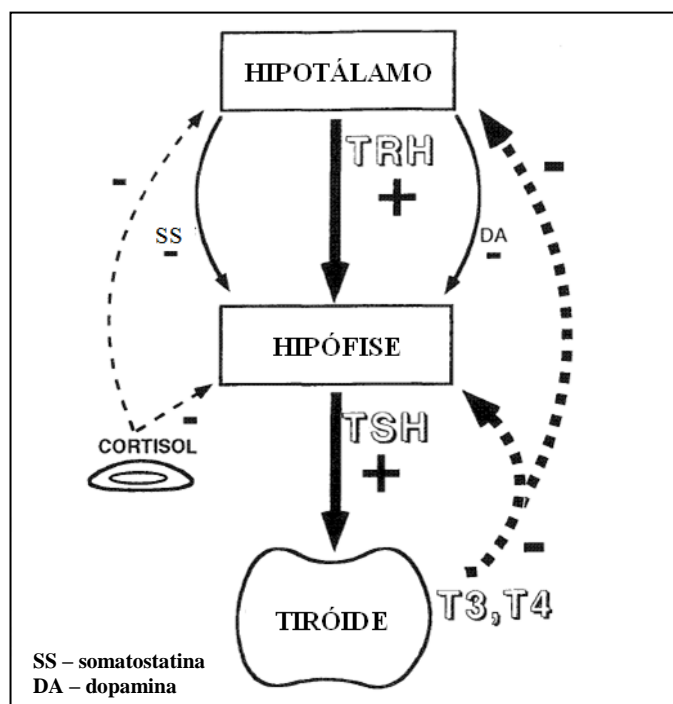 HIPOTÁLAMO
TRH
+
-
-
SS
-
DA
-
HIPÓFISE
-
CORTISOL
TSH
+
-
TIRÓIDE
T3,T4
SS – somatostatina
DA – dopamina